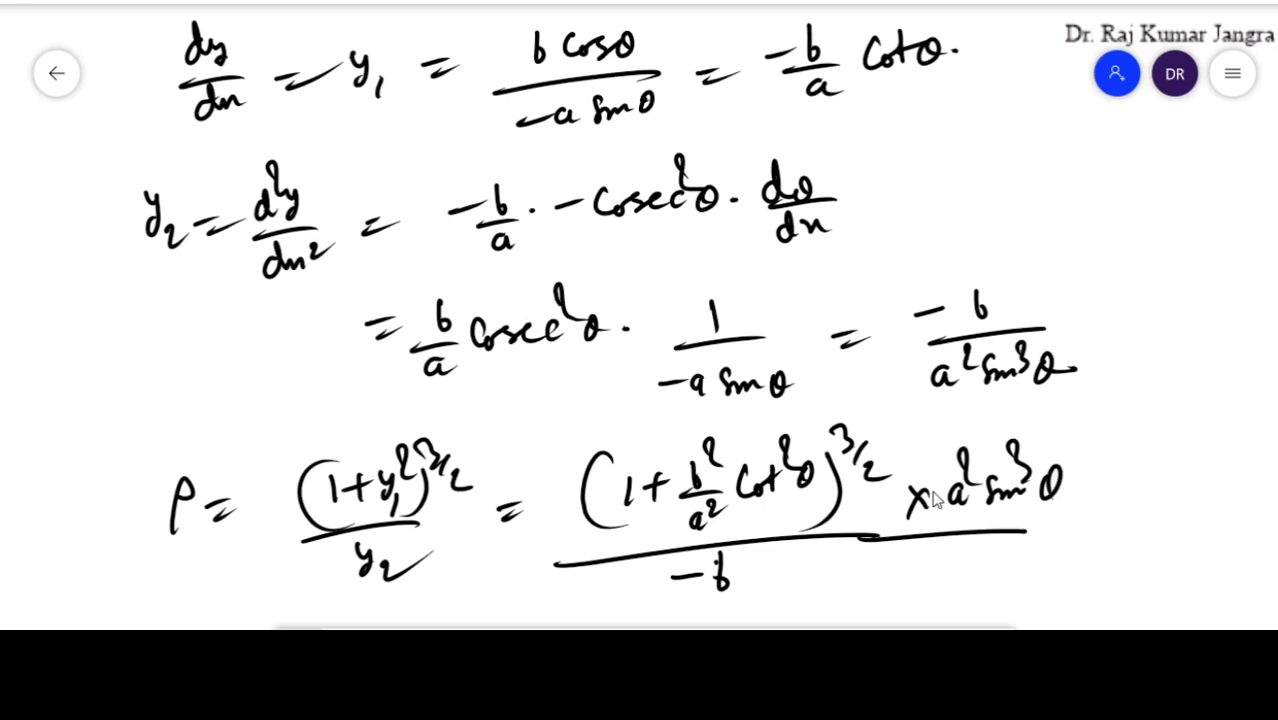 Dr. Raj Kumar Jangra
DR
dy/dx = y₁ = b cosθ / -a sinθ = -b/a cotθ.
y₂ = d²y/dx² = -b/a · -cosec²θ · dθ/dx
= b/a cosec²θ · 1/-a sinθ = -b/a² sin³θ
ρ = (1+y₁²)^3/2 / y₂ = (1 + b²/a² cot²θ)^3/2 × a² sin³θ / -b